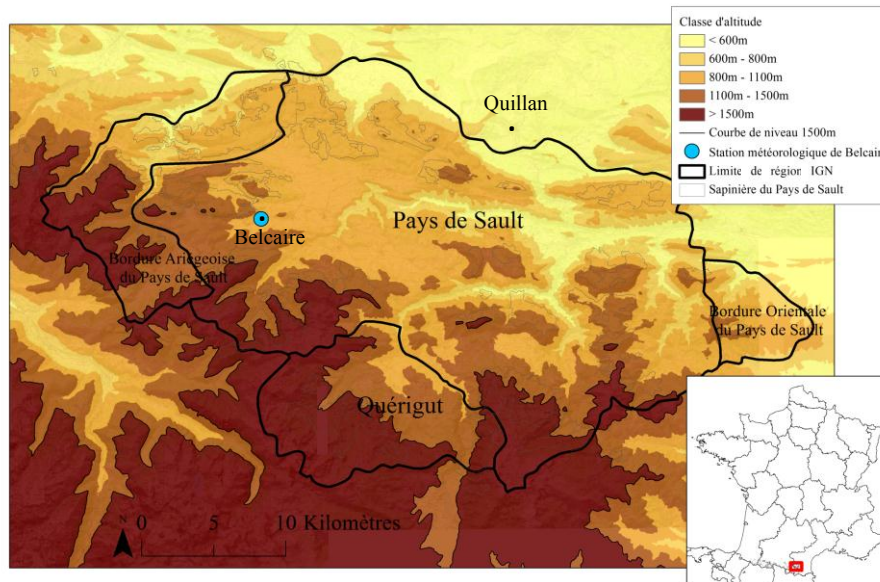 Classe d'altitude
< 600m
600m - 800m
800m - 1100m
1100m - 1500m
> 1500m
Courbe de niveau 1500m
Station météorologique de Belcaire
Limite de région IGN
Sapinière du Pays de Sault
Quillan
Pays de Sault
Belcaire
Bordure Ariégeoise
du Pays de Sault
Bordure Orientale
du Pays de Sault
Quérigut
N
0 5 10 Kilomètres